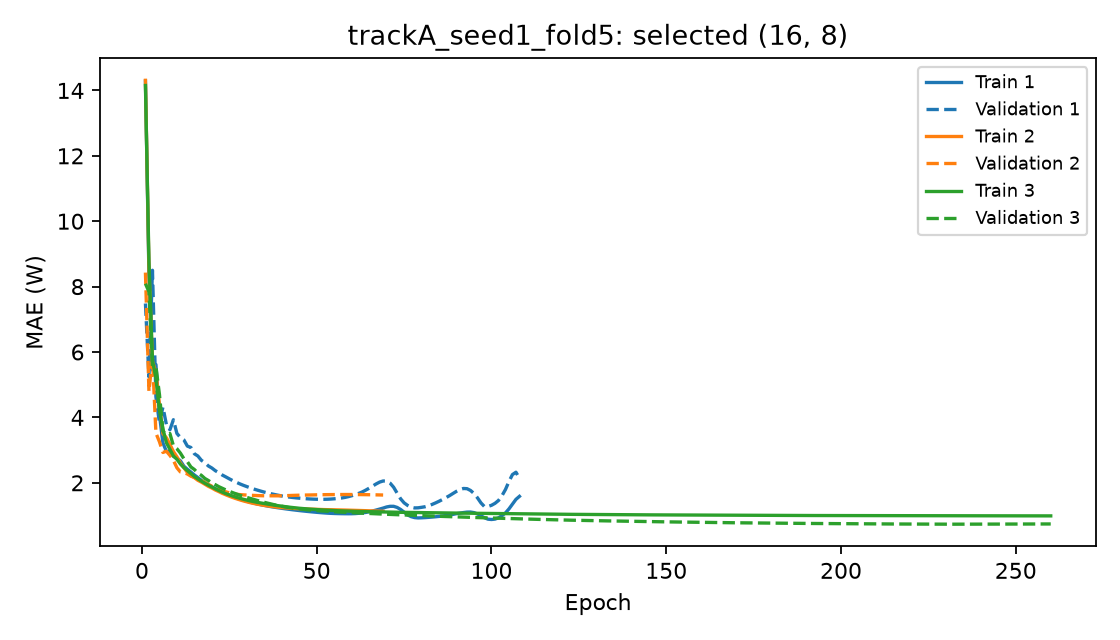 trackA_seed1_fold5: selected (16, 8)
14
12
10
8
6
4
2
MAE (W)
Train 1
Validation 1
Train 2
Validation 2
Train 3
Validation 3
0 50 100 150 200 250
Epoch